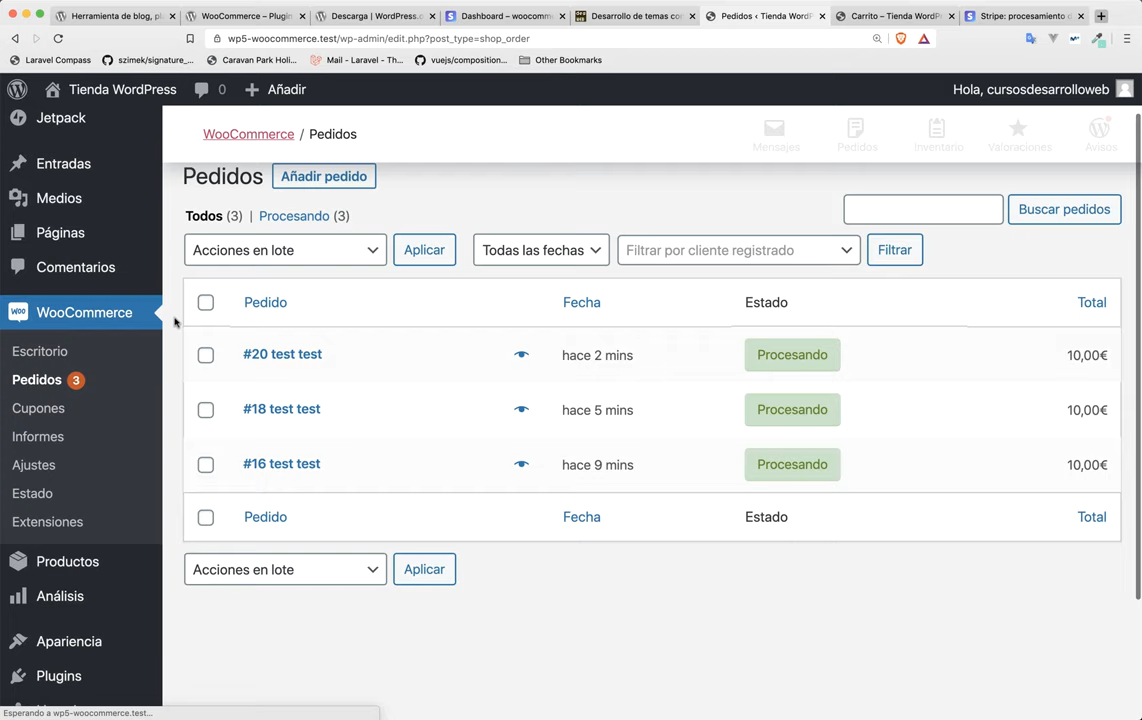 Herramienta de blog, pl
WooCommerce – Plugin
Descarga | WordPress.o
Dashboard – woocomm
Desarrollo de temas con
Pedidos ‹ Tienda WordP
Carrito – Tienda WordPr
Stripe: procesamiento d
wp5-woocommerce.test/wp-admin/edit.php?post_type=shop_order
Laravel Compass
szimek/signature_...
Caravan Park Holi...
Mail - Laravel - Th...
vuejs/composition...
Other Bookmarks
Tienda WordPress
0
Añadir
Hola, cursosdesarrolloweb
Jetpack
Entradas
Medios
Páginas
Comentarios
WooCommerce
Escritorio
Pedidos 3
Cupones
Informes
Ajustes
Estado
Extensiones
Productos
Análisis
Apariencia
Plugins
WooCommerce / Pedidos
Mensajes
Pedidos
Inventario
Valoraciones
Avisos
Pedidos
Añadir pedido
Todos (3) | Procesando (3)
Buscar pedidos
Acciones en lote
Aplicar
Todas las fechas
Filtrar por cliente registrado
Filtrar
Pedido
Fecha
Estado
Total
#20 test test
hace 2 mins
Procesando
10,00€
#18 test test
hace 5 mins
Procesando
10,00€
#16 test test
hace 9 mins
Procesando
10,00€
Pedido
Fecha
Estado
Total
Acciones en lote
Aplicar
Esperando a wp5-woocommerce.test...